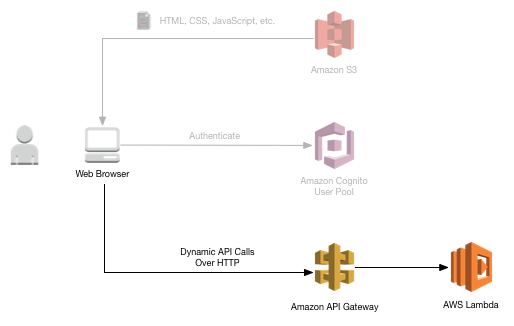 HTML, CSS, JavaScript, etc.
Amazon S3
Authenticate
Web Browser
Amazon Cognito
User Pool
Dynamic API Calls
Over HTTP
Amazon API Gateway
AWS Lambda